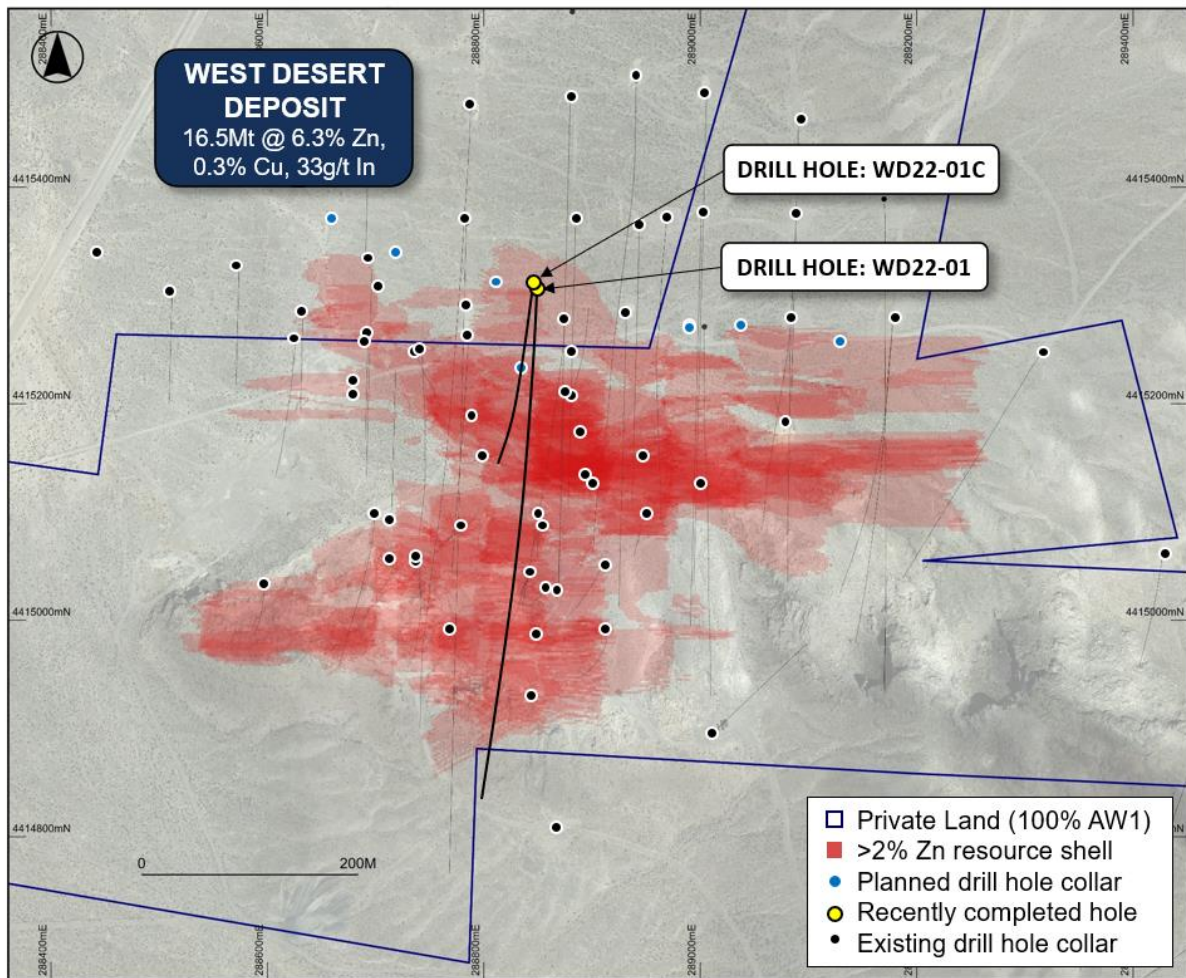 288400mE
288600mE
288800mE
289000mE
289200mE
289400mE
WEST DESERT
DEPOSIT
16.5Mt @ 6.3% Zn,
0.3% Cu, 33g/t In
DRILL HOLE: WD22-01C
4415400mN
4415400mN
DRILL HOLE: WD22-01
4415200mN
4415200mN
4415000mN
4415000mN
4414800mN
0
200M
Private Land (100% AW1)
>2% Zn resource shell
Planned drill hole collar
Recently completed hole
Existing drill hole collar
288400mE
288600mE
288800mE
289000mE